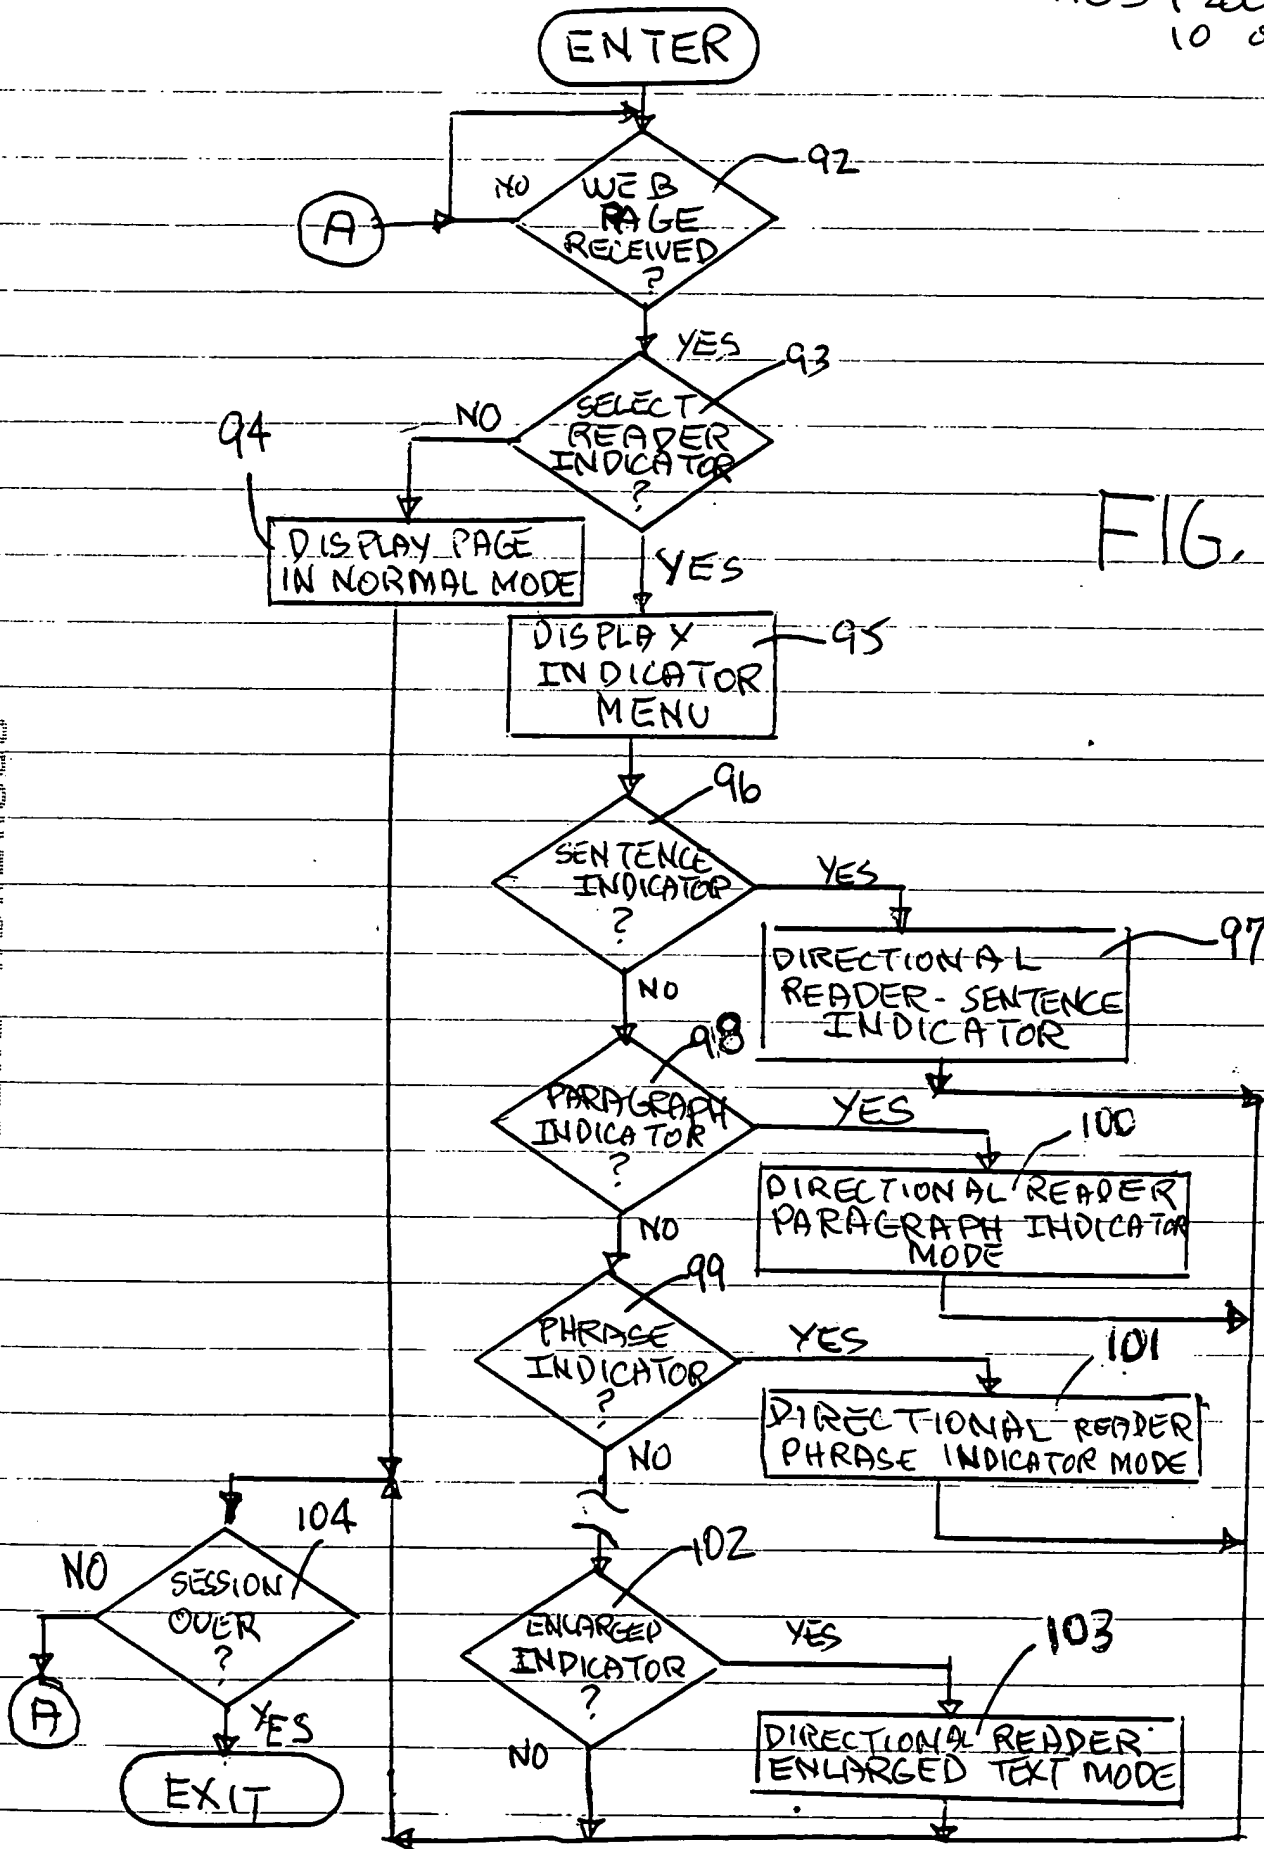 ENTER
92
NO
WEB
PAGE
RECEIVED
?
A
YES
93
SELECT
READER
INDICATOR
?
NO
94
DISPLAY PAGE
IN NORMAL MODE
FIG.
YES
DISPLAY
INDICATOR
MENU
95
96
SENTENCE
INDICATOR
?
YES
97
DIRECTIONAL
READER - SENTENCE
INDICATOR
NO
98
PARAGRAPH
INDICATOR
?
YES
100
DIRECTIONAL READER
PARAGRAPH INDICATOR
MODE
NO
99
PHRASE
INDICATOR
?
YES
101
DIRECTIONAL READER
PHRASE INDICATOR MODE
NO
104
NO
SESSION
OVER
?
A
YES
EXIT
102
ENLARGED
INDICATOR
?
YES
103
DIRECTIONAL READER
ENLARGED TEXT MODE
NO